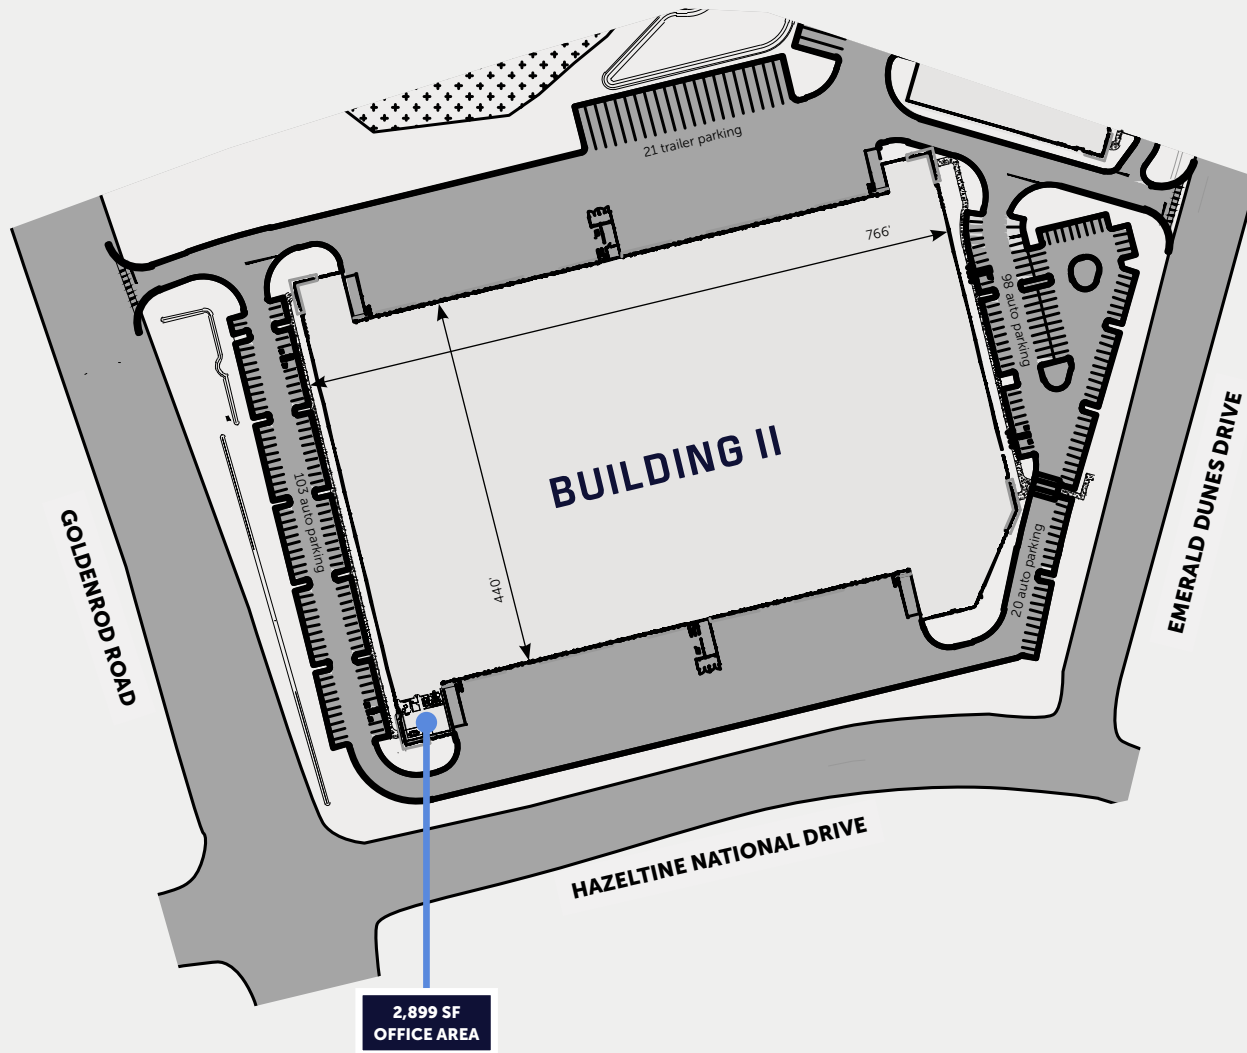 21 trailer parking
766'
98 auto parking
BUILDING II
103 auto parking
440'
20 auto parking
GOLDENROD ROAD
EMERALD DUNES DRIVE
HAZELTINE NATIONAL DRIVE
2,899 SF
OFFICE AREA